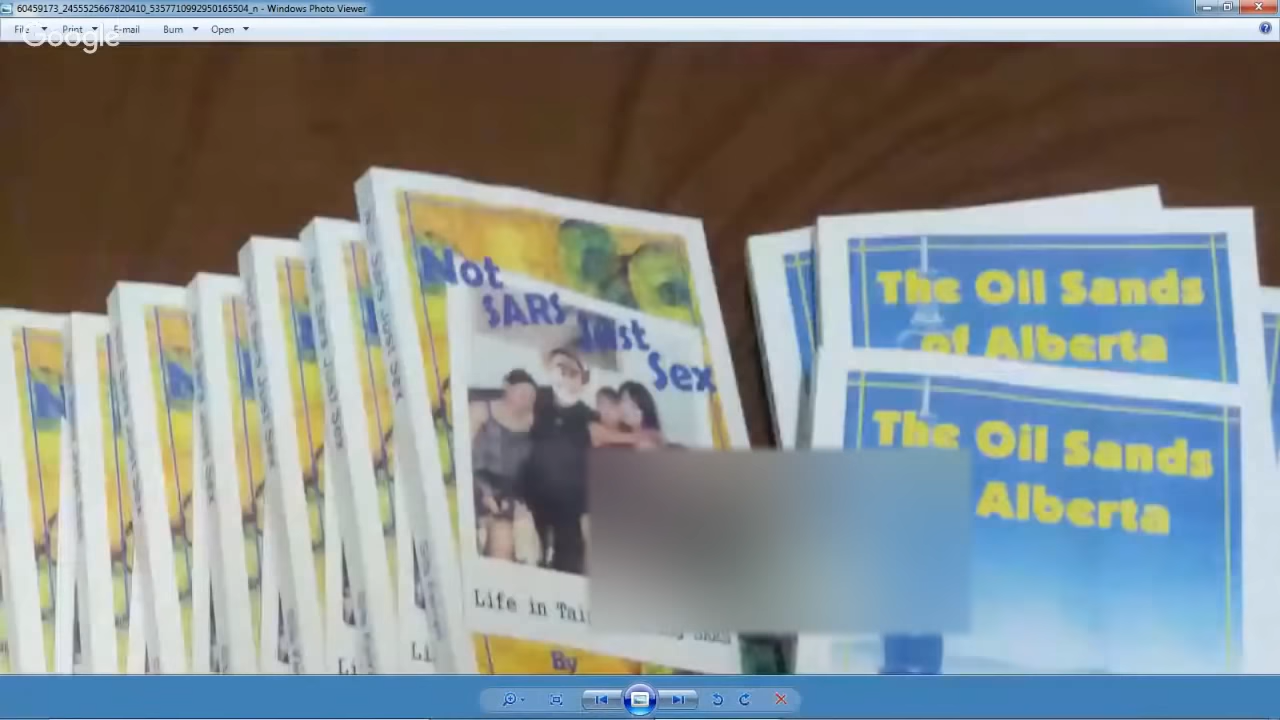 60459173_2455525667820410_5357710992950165504_n - Windows Photo Viewer
File Print E-mail Burn Open
Google
Not
SARS Just
Sex
Life in
By
The Oil Sands
of Alberta
The Oil Sands
Alberta